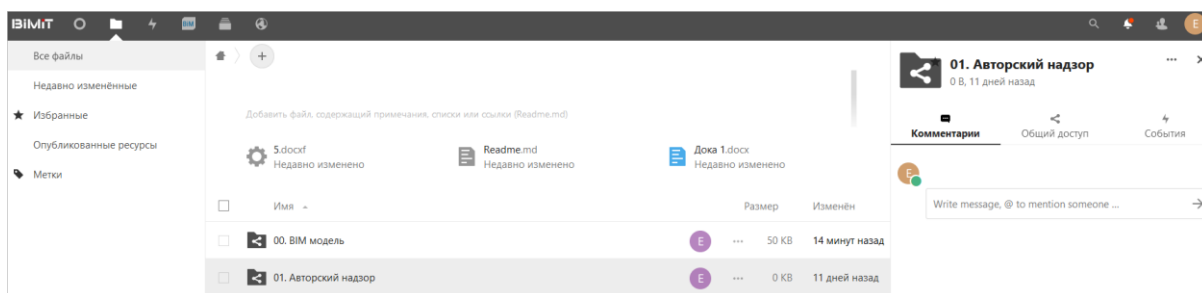 BiMiT
BIM
E
Все файлы
Недавно изменённые
Избранные
Опубликованные ресурсы
Метки
Добавить файл, содержащий примечания, списки или ссылки (Readme.md)
5.docxf
Недавно изменено
Readme.md
Недавно изменено
Дока 1.docx
Недавно изменено
Имя
Размер
Изменён
00. BIM модель
E
50 KB
14 минут назад
01. Авторский надзор
E
0 KB
11 дней назад
01. Авторский надзор
0 B, 11 дней назад
Комментарии
Общий доступ
События
E
Write message, @ to mention someone ...